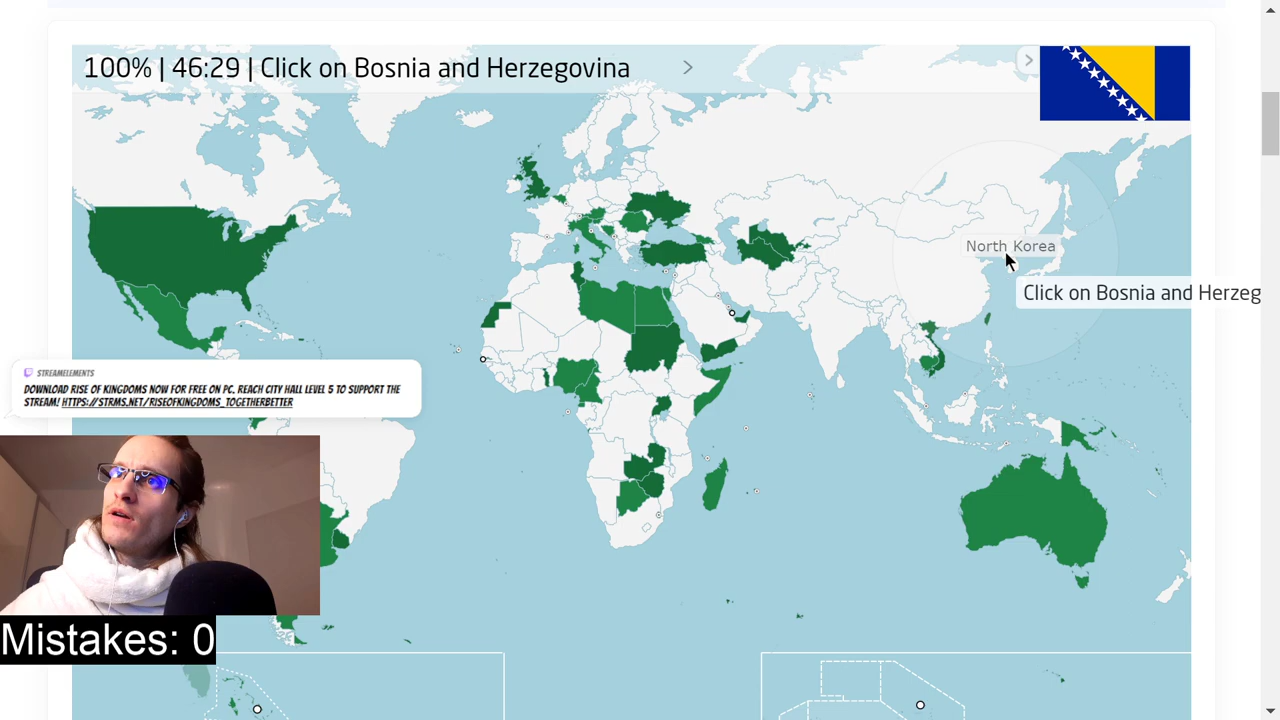 100% | 46:29 | Click on Bosnia and Herzegovina
North Korea
Click on Bosnia and Herzeg
STREAMELEMENTS
DOWNLOAD RISE OF KINGDOMS NOW FOR FREE ON PC. REACH CITY HALL LEVEL 5 TO SUPPORT THE
STREAM! HTTPS://STRMS.NET/RISEOFKINGDOMS_TOGETHERBETTER
Mistakes: 0